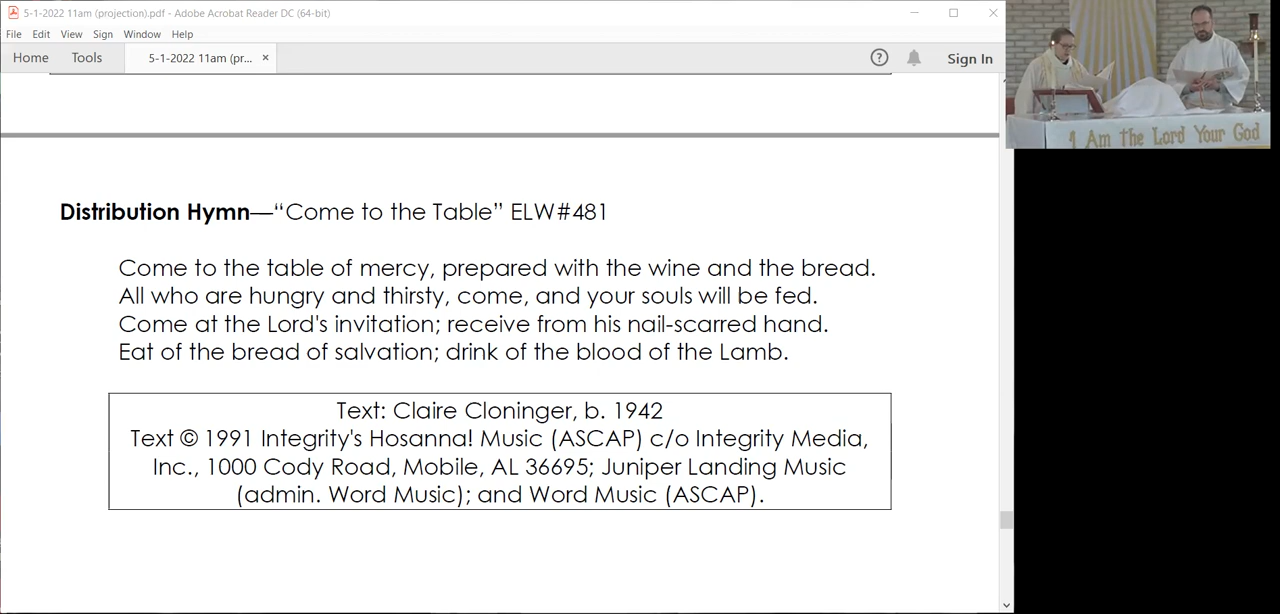 5-1-2022 11am (projection).pdf - Adobe Acrobat Reader DC (64-bit)
File Edit View Sign Window Help
Home Tools 5-1-2022 11am (pr... × ? Sign In
Distribution Hymn—“Come to the Table” ELW#481
Come to the table of mercy, prepared with the wine and the bread.
All who are hungry and thirsty, come, and your souls will be fed.
Come at the Lord's invitation; receive from his nail-scarred hand.
Eat of the bread of salvation; drink of the blood of the Lamb.
Text: Claire Cloninger, b. 1942
Text © 1991 Integrity's Hosanna! Music (ASCAP) c/o Integrity Media,
Inc., 1000 Cody Road, Mobile, AL 36695; Juniper Landing Music
(admin. Word Music); and Word Music (ASCAP).
I Am the Lord Your God